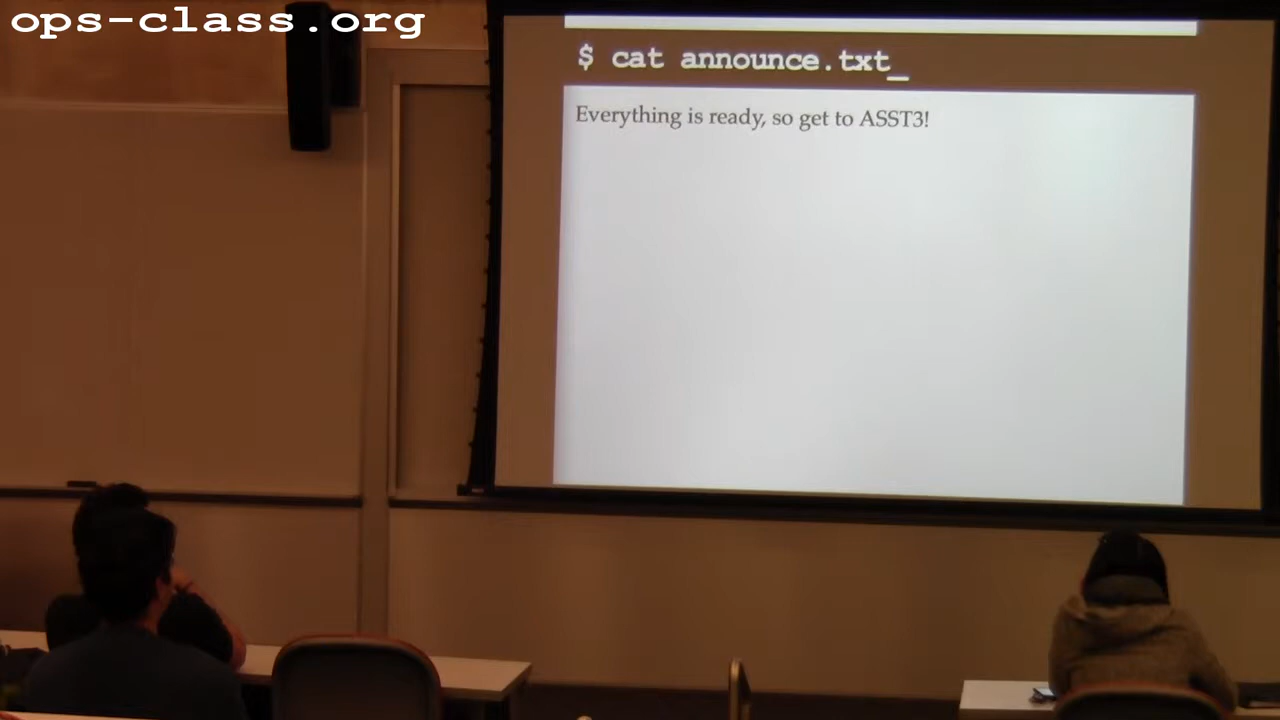 ops-class.org
$ cat announce.txt_
Everything is ready, so get to ASST3!